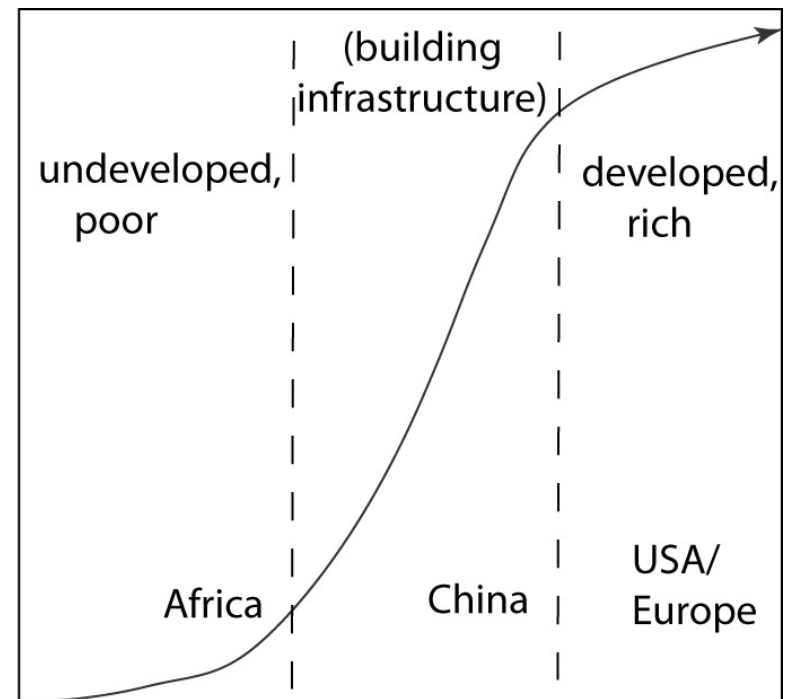 (building
infrastructure)
undeveloped,
poor
developed,
rich
Africa
China
USA/
Europe